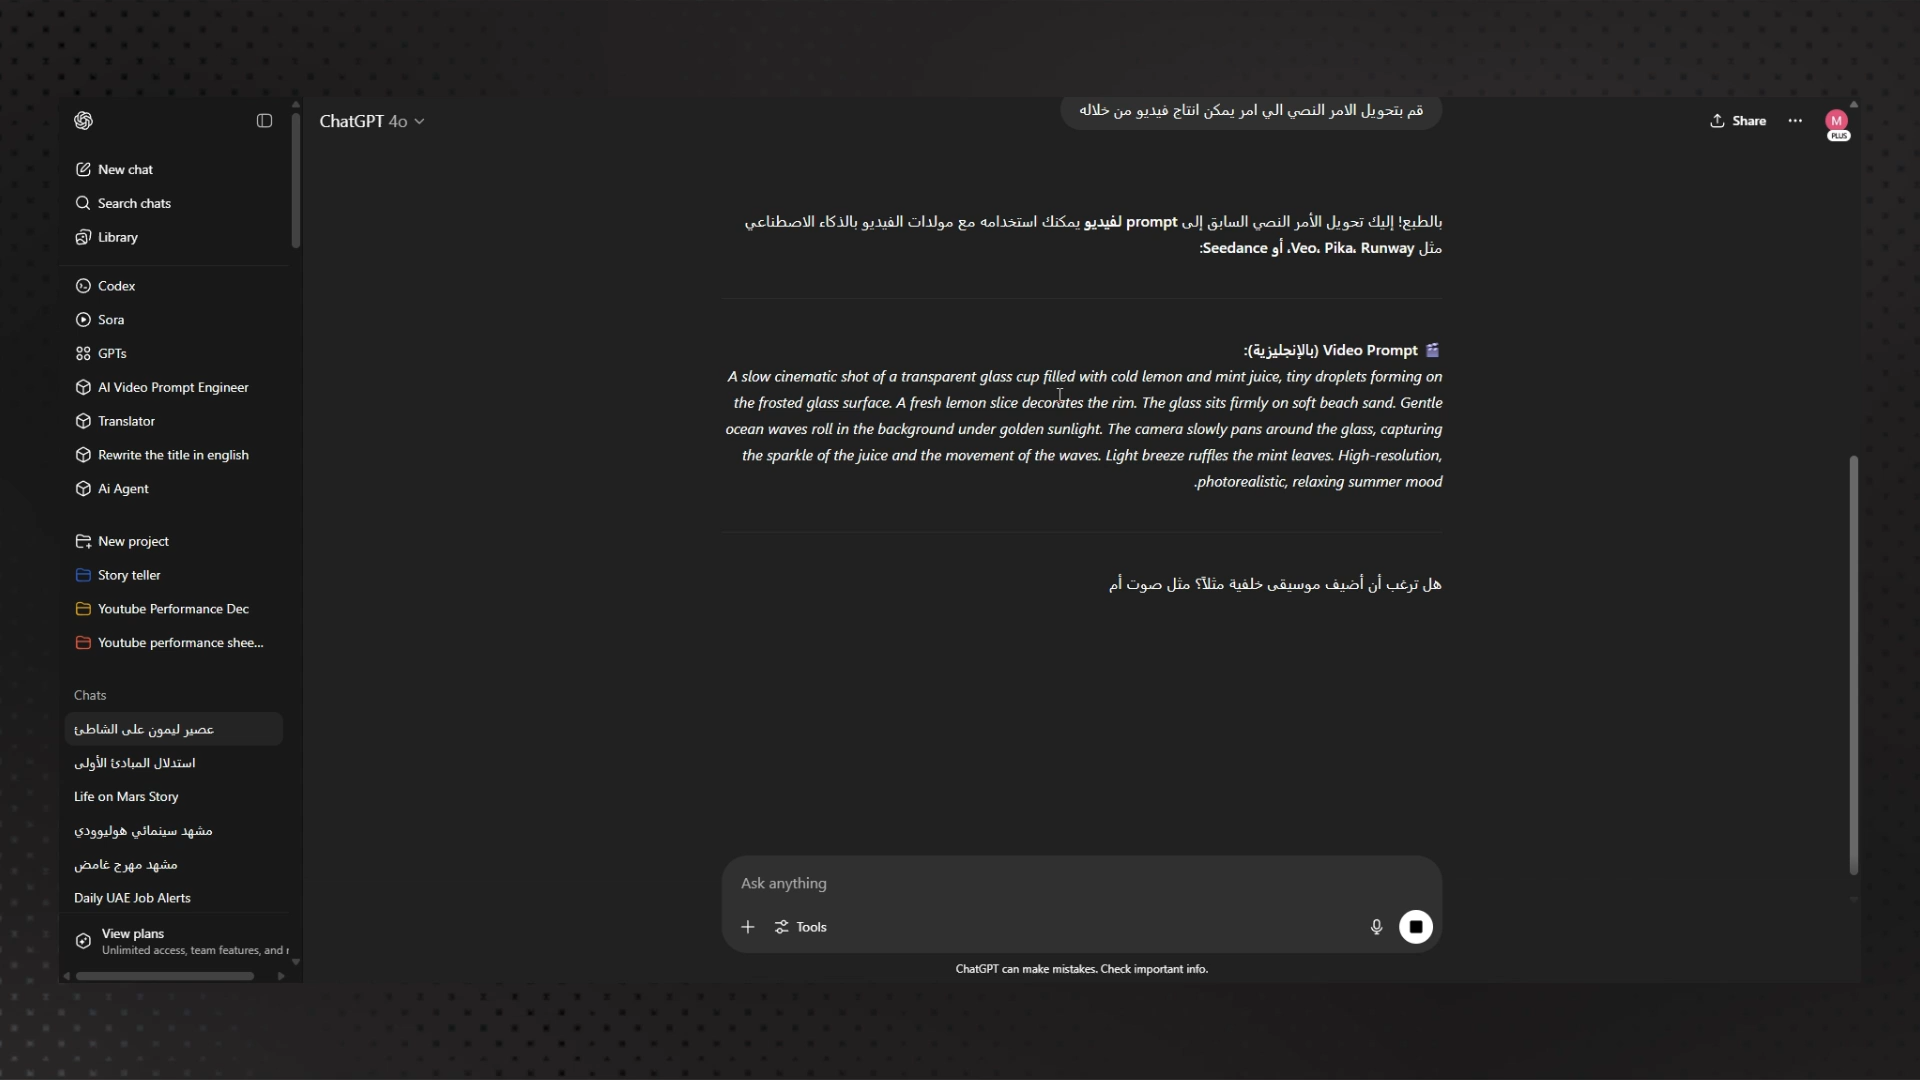 ChatGPT 4o
Share
M
PLUS
New chat
Search chats
Library
Codex
Sora
GPTs
AI Video Prompt Engineer
Translator
Rewrite the title in english
Ai Agent
New project
Story teller
Youtube Performance Dec
Youtube performance shee...
Chats
عصير ليمون على الشاطئ
استدلال المبادئ الأولى
Life on Mars Story
مشهد سينمائي هوليوودي
مشهد مهرج غامض
Daily UAE Job Alerts
View plans
Unlimited access, team features, and r
قم بتحويل الامر النصي الي امر يمكن انتاج فيديو من خلاله
بالطبع! إليك تحويل الأمر النصي السابق إلى prompt لفيديو يمكنك استخدامه مع مولدات الفيديو بالذكاء الاصطناعي
مثل Veo، Pika، Runway، أو Seedance:
🎬 Video Prompt (بالإنجليزية):
A slow cinematic shot of a transparent glass cup filled with cold lemon and mint juice, tiny droplets forming on
the frosted glass surface. A fresh lemon slice decorates the rim. The glass sits firmly on soft beach sand. Gentle
ocean waves roll in the background under golden sunlight. The camera slowly pans around the glass, capturing
the sparkle of the juice and the movement of the waves. Light breeze ruffles the mint leaves. High-resolution,
photorealistic, relaxing summer mood.
هل ترغب أن أضيف موسيقى خلفية مثلاً؟ مثل صوت أم
Ask anything
Tools
ChatGPT can make mistakes. Check important info.